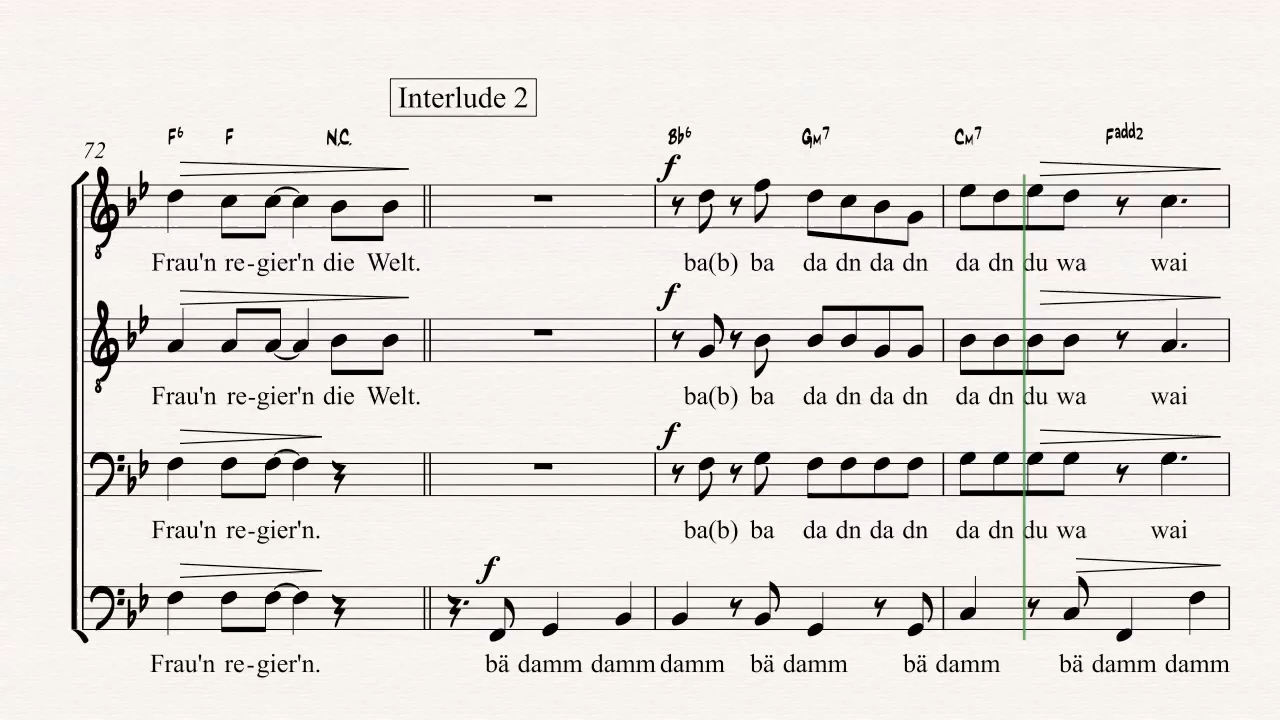 Interlude 2
F6 F N.C. Bb6 GM7 CM7 Fadd2
72
f
Frau'n re-gier'n die Welt. ba(b) ba da dn da dn da dn du wa wai
f
Frau'n re-gier'n die Welt. ba(b) ba da dn da dn da dn du wa wai
f
Frau'n re-gier'n. ba(b) ba da dn da dn da dn du wa wai
f
Frau'n re-gier'n. bä damm damm damm bä damm bä damm bä damm damm